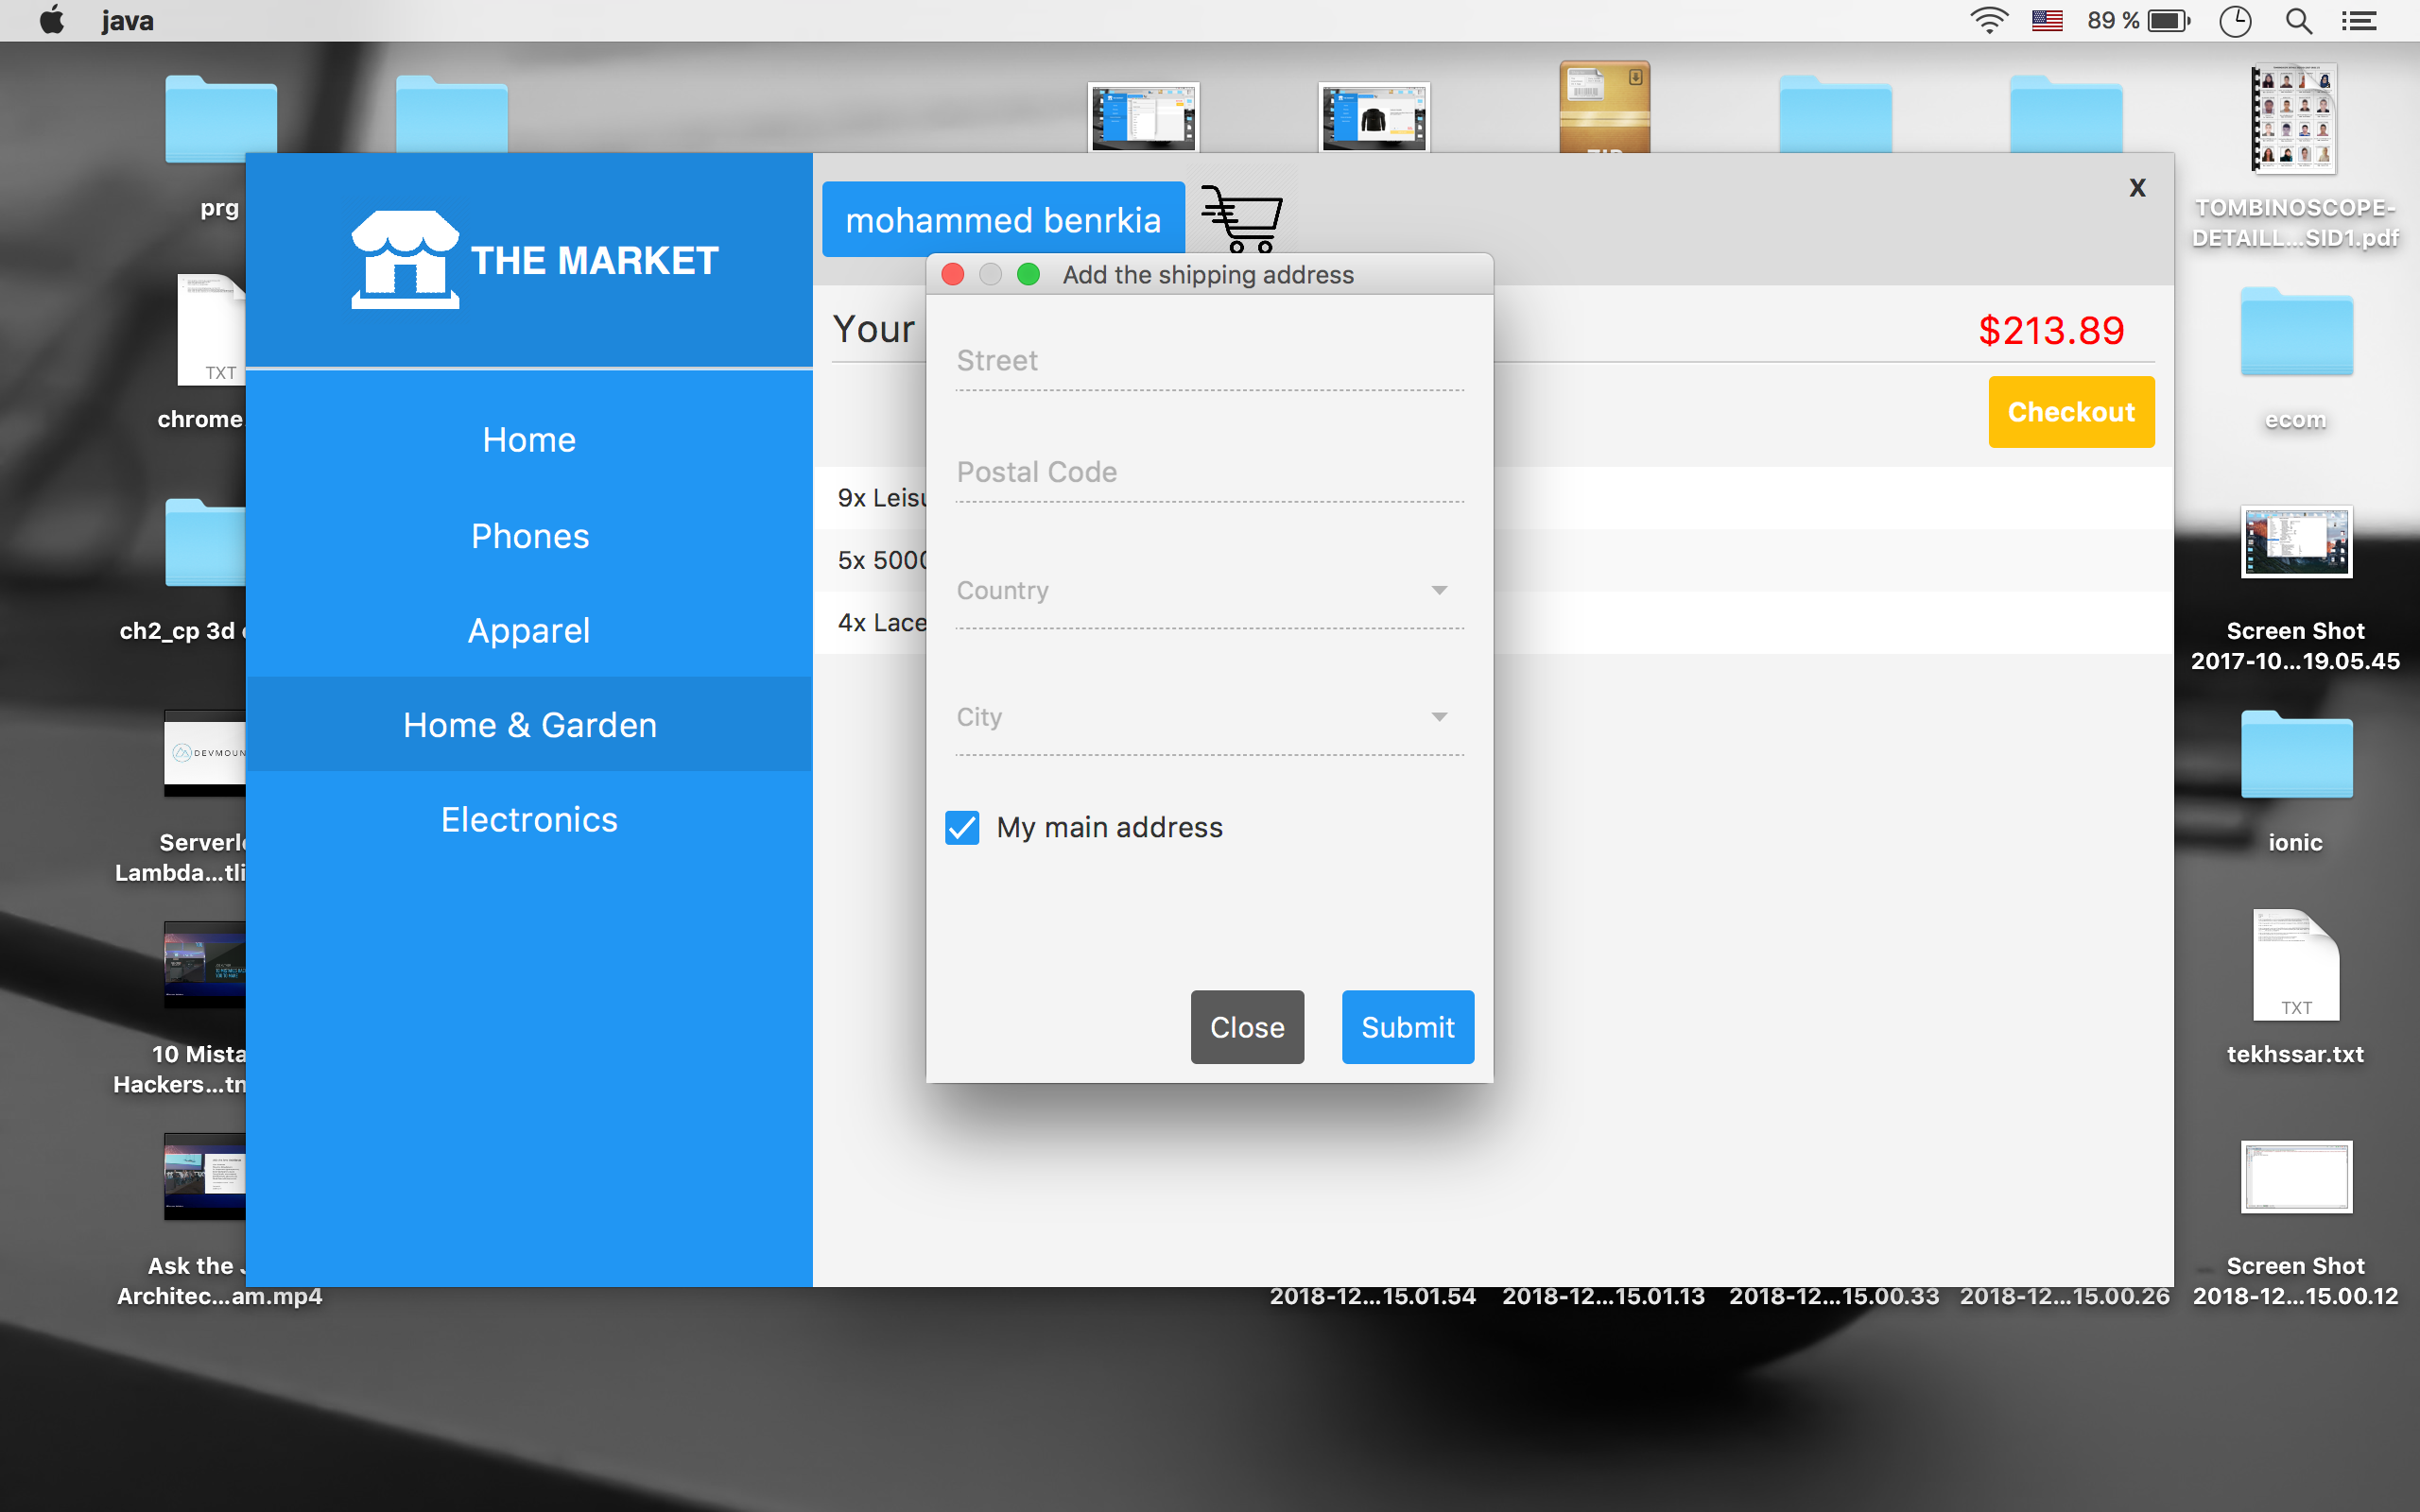 java
89 %
prg
TOMBINOSCOPE-
DETAILL...SID1.pdf
TXT
chrome.
ecom
ch2_cp 3d
Screen Shot
2017-10...19.05.45
DEVMOUN
Lambda...tli
ionic
10 Mista
Hackers...tn
TXT
tekhssar.txt
Ask the
Architec...am.mp4
2018-12...15.01.54
2018-12...15.01.13
2018-12...15.00.33
2018-12...15.00.26
Screen Shot
2018-12...15.00.12
THE MARKET
Home
Phones
Apparel
Home & Garden
Electronics
mohammed benrkia
x
Your
$213.89
Checkout
9x Leisu
5x 5000
4x Lace
Add the shipping address
Street
Postal Code
Country
City
My main address
Close
Submit